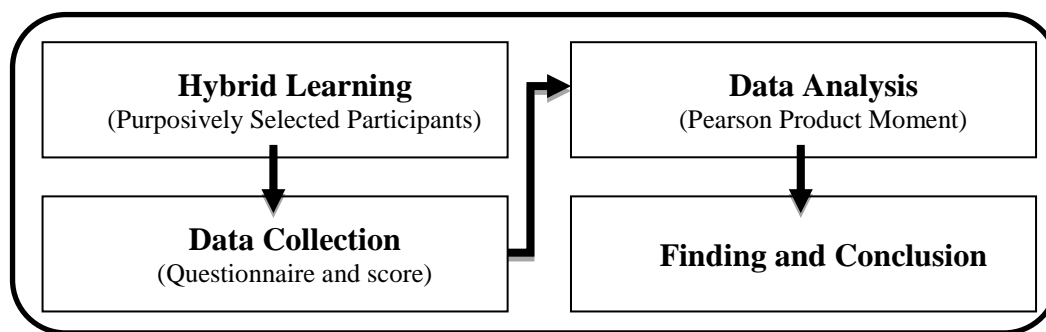 Hybrid Learning
(Purposively Selected Participants)
Data Collection
(Questionnaire and score)
Data Analysis
(Pearson Product Moment)
Finding and Conclusion